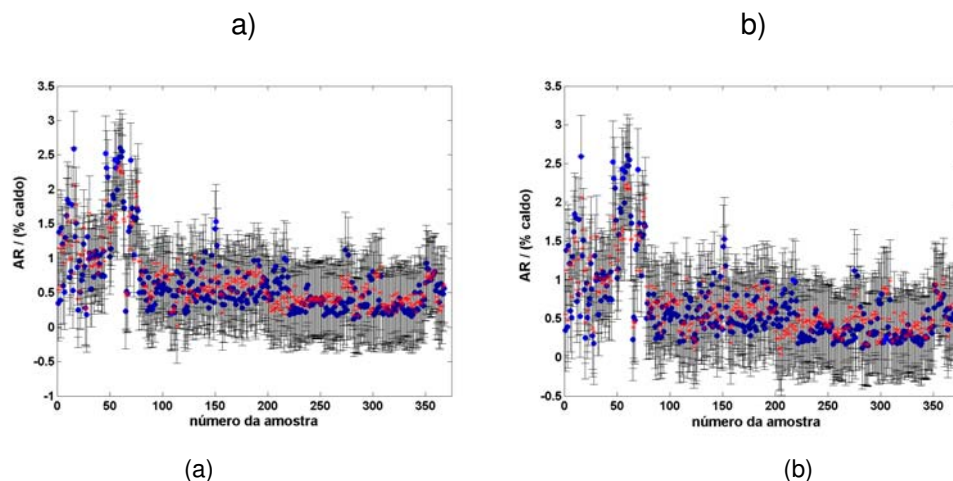 a) b)
3.5 3.5
3 3
2.5 2.5
2 2
1.5 1.5
1 1
0.5 0.5
0 0
-0.5 -0.5
-1
AR / (% caldo) AR / (% caldo)
0 50 100 150 200 250 300 350 0 50 100 150 200 250 300 350
número da amostra número da amostra
(a) (b)